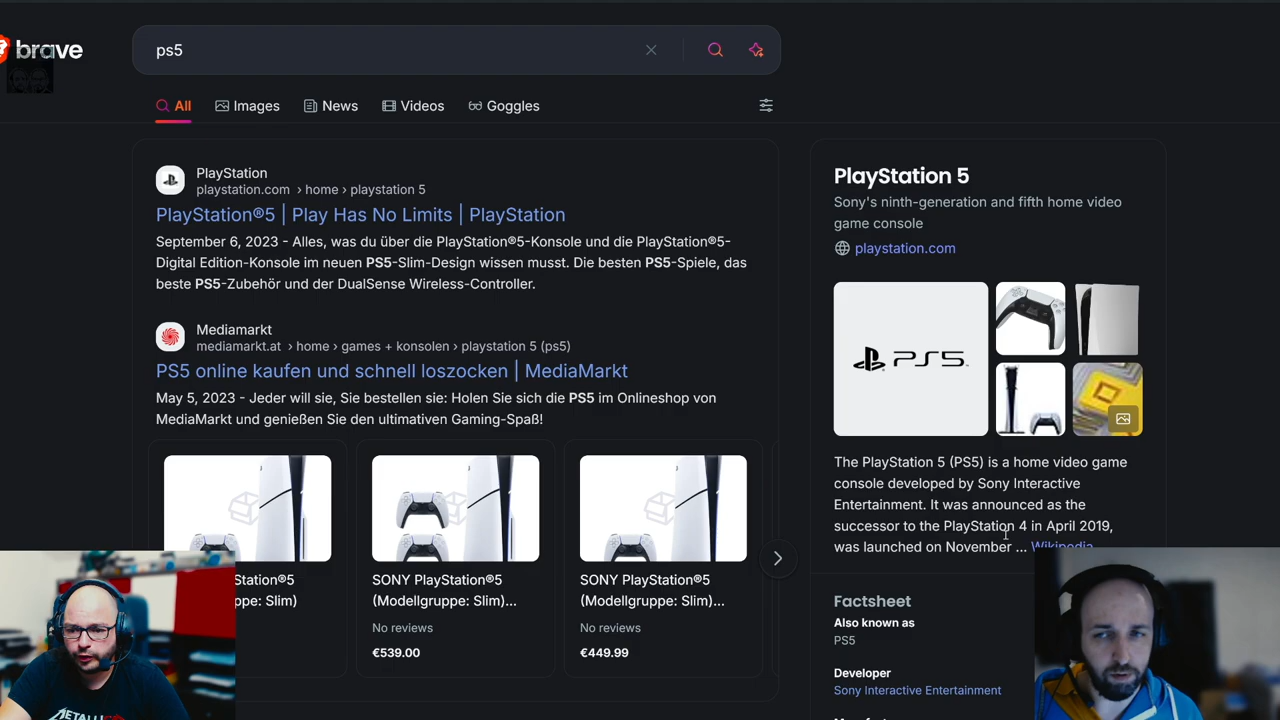 brave
ps5
All
Images
News
Videos
Goggles
PlayStation
playstation.com › home › playstation 5
PlayStation®5 | Play Has No Limits | PlayStation
September 6, 2023 - Alles, was du über die PlayStation®5-Konsole und die PlayStation®5-
Digital Edition-Konsole im neuen PS5-Slim-Design wissen musst. Die besten PS5-Spiele, das
beste PS5-Zubehör und der DualSense Wireless-Controller.
Mediamarkt
mediamarkt.at › home › games + konsolen › playstation 5 (ps5)
PS5 online kaufen und schnell loszocken | MediaMarkt
May 5, 2023 - Jeder will sie, Sie bestellen sie: Holen Sie sich die PS5 im Onlineshop von
MediaMarkt und genießen Sie den ultimativen Gaming-Spaß!
Station®5
ppe: Slim)
SONY PlayStation®5
(Modellgruppe: Slim)...
No reviews
€539.00
SONY PlayStation®5
(Modellgruppe: Slim)...
No reviews
€449.99
PlayStation 5
Sony's ninth-generation and fifth home video
game console
playstation.com
PS5
The PlayStation 5 (PS5) is a home video game
console developed by Sony Interactive
Entertainment. It was announced as the
successor to the PlayStation 4 in April 2019,
was launched on November ... Wikipedia
Factsheet
Also known as
PS5
Developer
Sony Interactive Entertainment
METALLIC